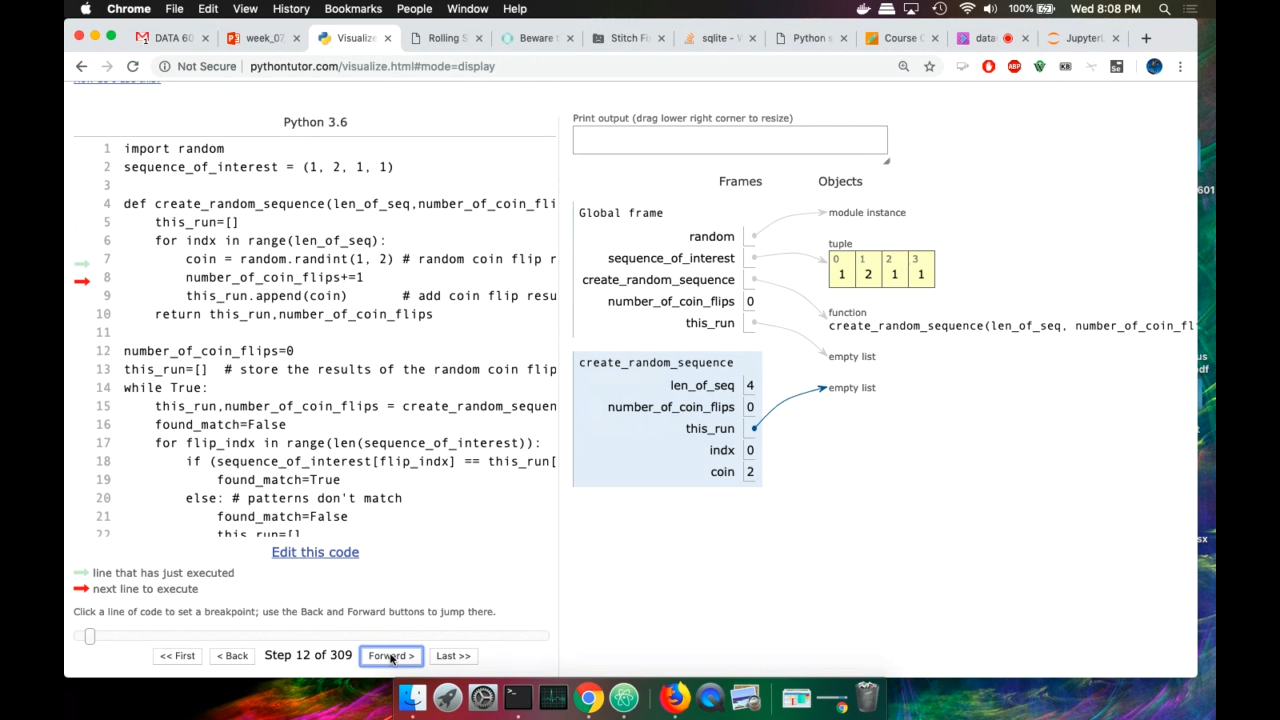 Chrome File Edit View History Bookmarks People Window Help 100% Wed 8:08 PM
DATA 60 week_07 Visualize Rolling S Beware t Stitch Fi sqlite - W Python s Course C data Jupyter
Not Secure pythontutor.com/visualize.html#mode=display ABP KB Se
Python 3.6
1 import random
2 sequence_of_interest = (1, 2, 1, 1)
3
4 def create_random_sequence(len_of_seq,number_of_coin_fli
5 this_run=[]
6 for indx in range(len_of_seq):
7 coin = random.randint(1, 2) # random coin flip r
8 number_of_coin_flips+=1
9 this_run.append(coin) # add coin flip resu
10 return this_run,number_of_coin_flips
11
12 number_of_coin_flips=0
13 this_run=[] # store the results of the random coin flip
14 while True:
15 this_run,number_of_coin_flips = create_random_sequen
16 found_match=False
17 for flip_indx in range(len(sequence_of_interest)):
18 if (sequence_of_interest[flip_indx] == this_run[
19 found_match=True
20 else: # patterns don't match
21 found_match=False
22 this_run=[]
Edit this code
line that has just executed
next line to execute
Click a line of code to set a breakpoint; use the Back and Forward buttons to jump there.
<< First < Back Step 12 of 309 Forward > Last >>
Print output (drag lower right corner to resize)
Frames Objects
Global frame
random
sequence_of_interest
create_random_sequence
number_of_coin_flips 0
this_run
module instance
tuple
0 1 2 3
1 2 1 1
function
create_random_sequence(len_of_seq, number_of_coin_fl
empty list
create_random_sequence
len_of_seq 4
number_of_coin_flips 0
this_run
indx 0
coin 2
empty list
601
us
df
sx